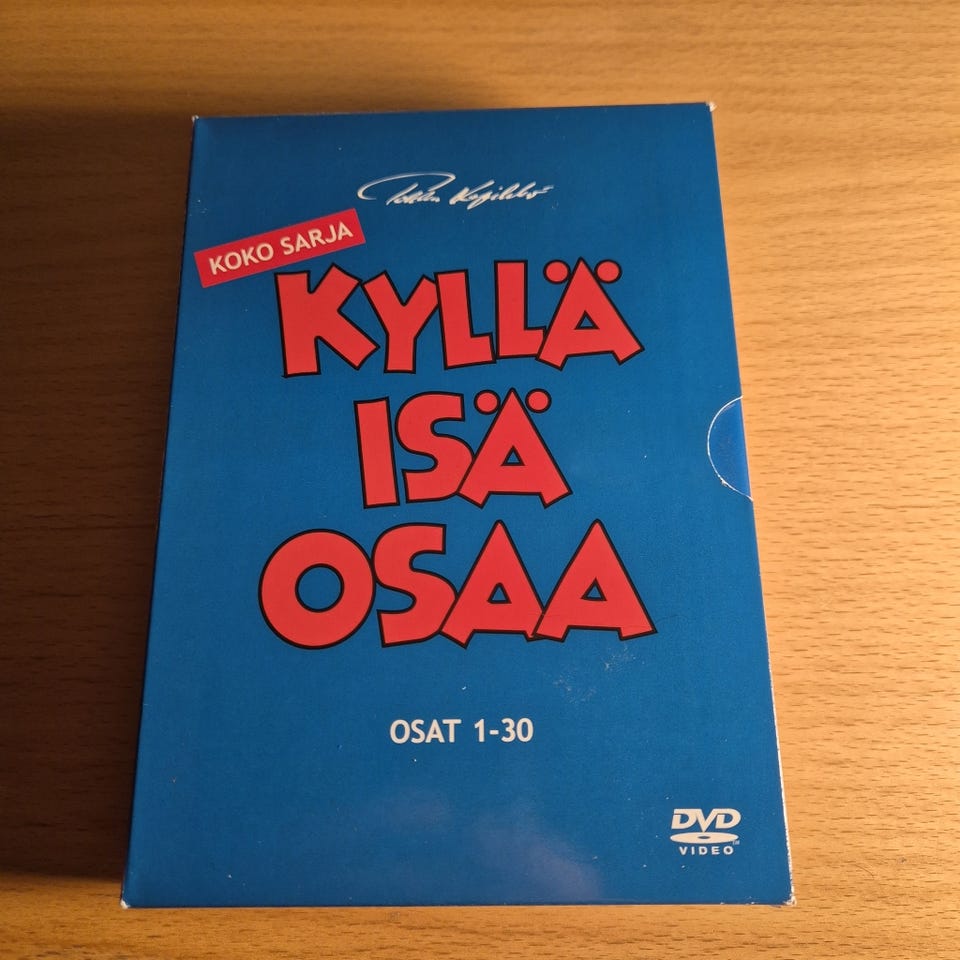 KOKO SARJA
KYLLÄ
ISÄ
OSAA
OSAT 1-30
DVD
VIDEO